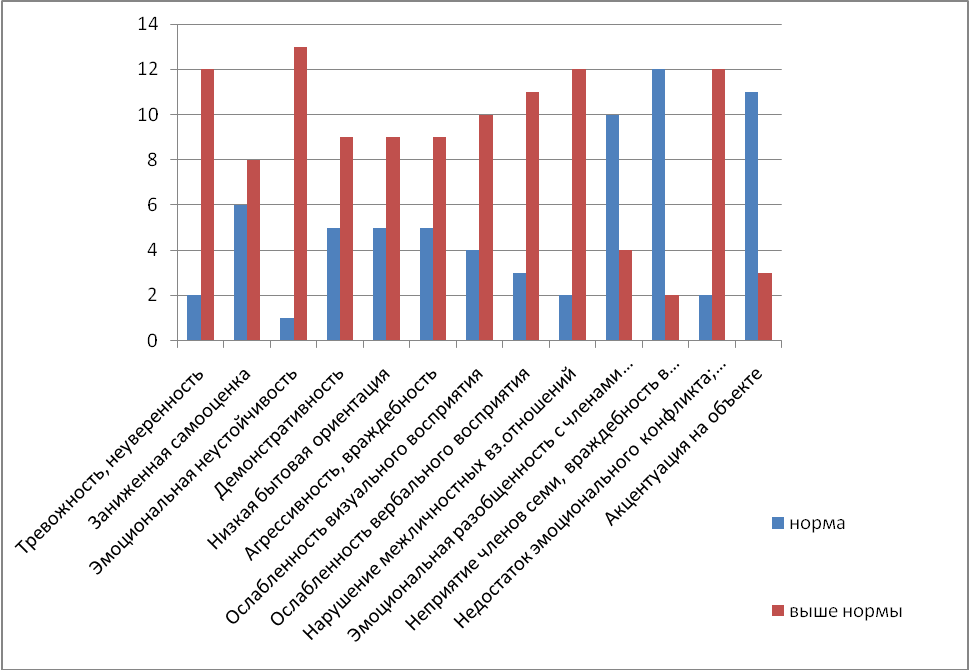 14
12
10
8
6
4
2
0
Тревожность, неуверенность
Заниженная самооценка
Эмоциональная неустойчивость
Демонстративность
Низкая бытовая ориентация
Агрессивность, враждебность
Ослабленность визуального восприятия
Ослабленность вербального восприятия
Нарушение межличностных вз.отношений
Эмоциональная разобщенность с членами...
Неприятие членов семи, враждебность в...
Недостаток эмоционального конфликта;...
Акцентуация на объекте
норма
выше нормы